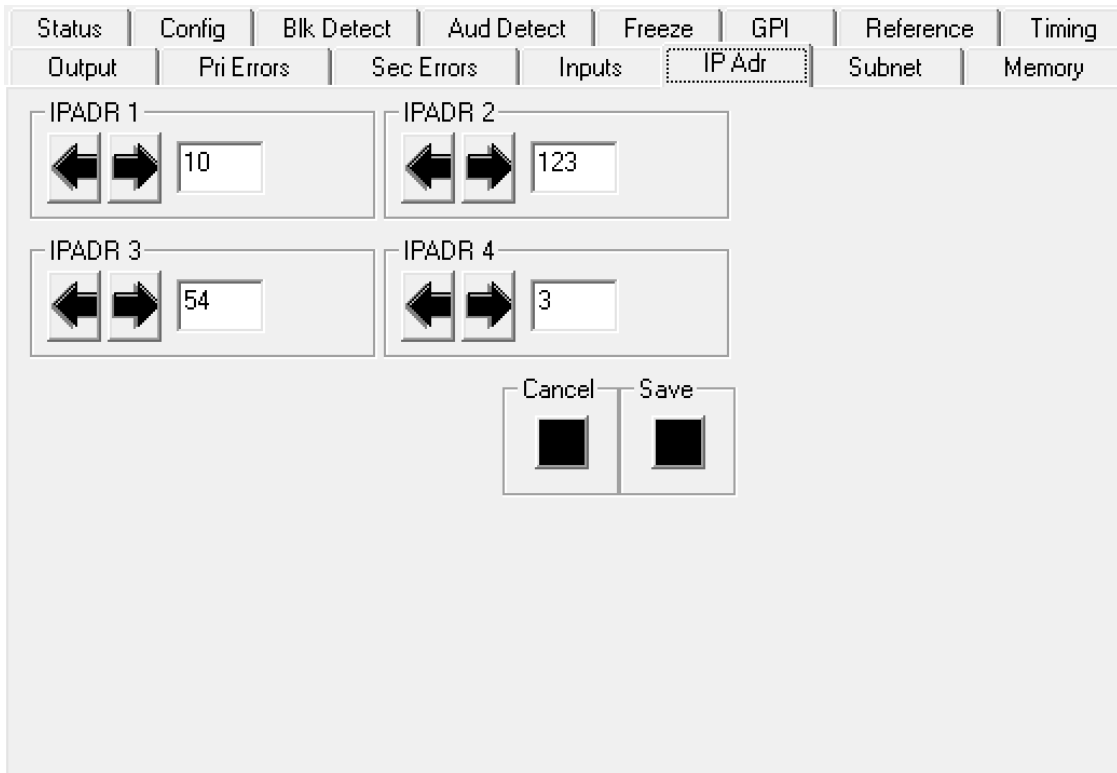 Status Config Blk Detect Aud Detect Freeze GPI Reference Timing
Output Pri Errors Sec Errors Inputs IP Adr Subnet Memory
IPADR 1 IPADR 2
10 123
IPADR 3 IPADR 4
54 3
Cancel Save